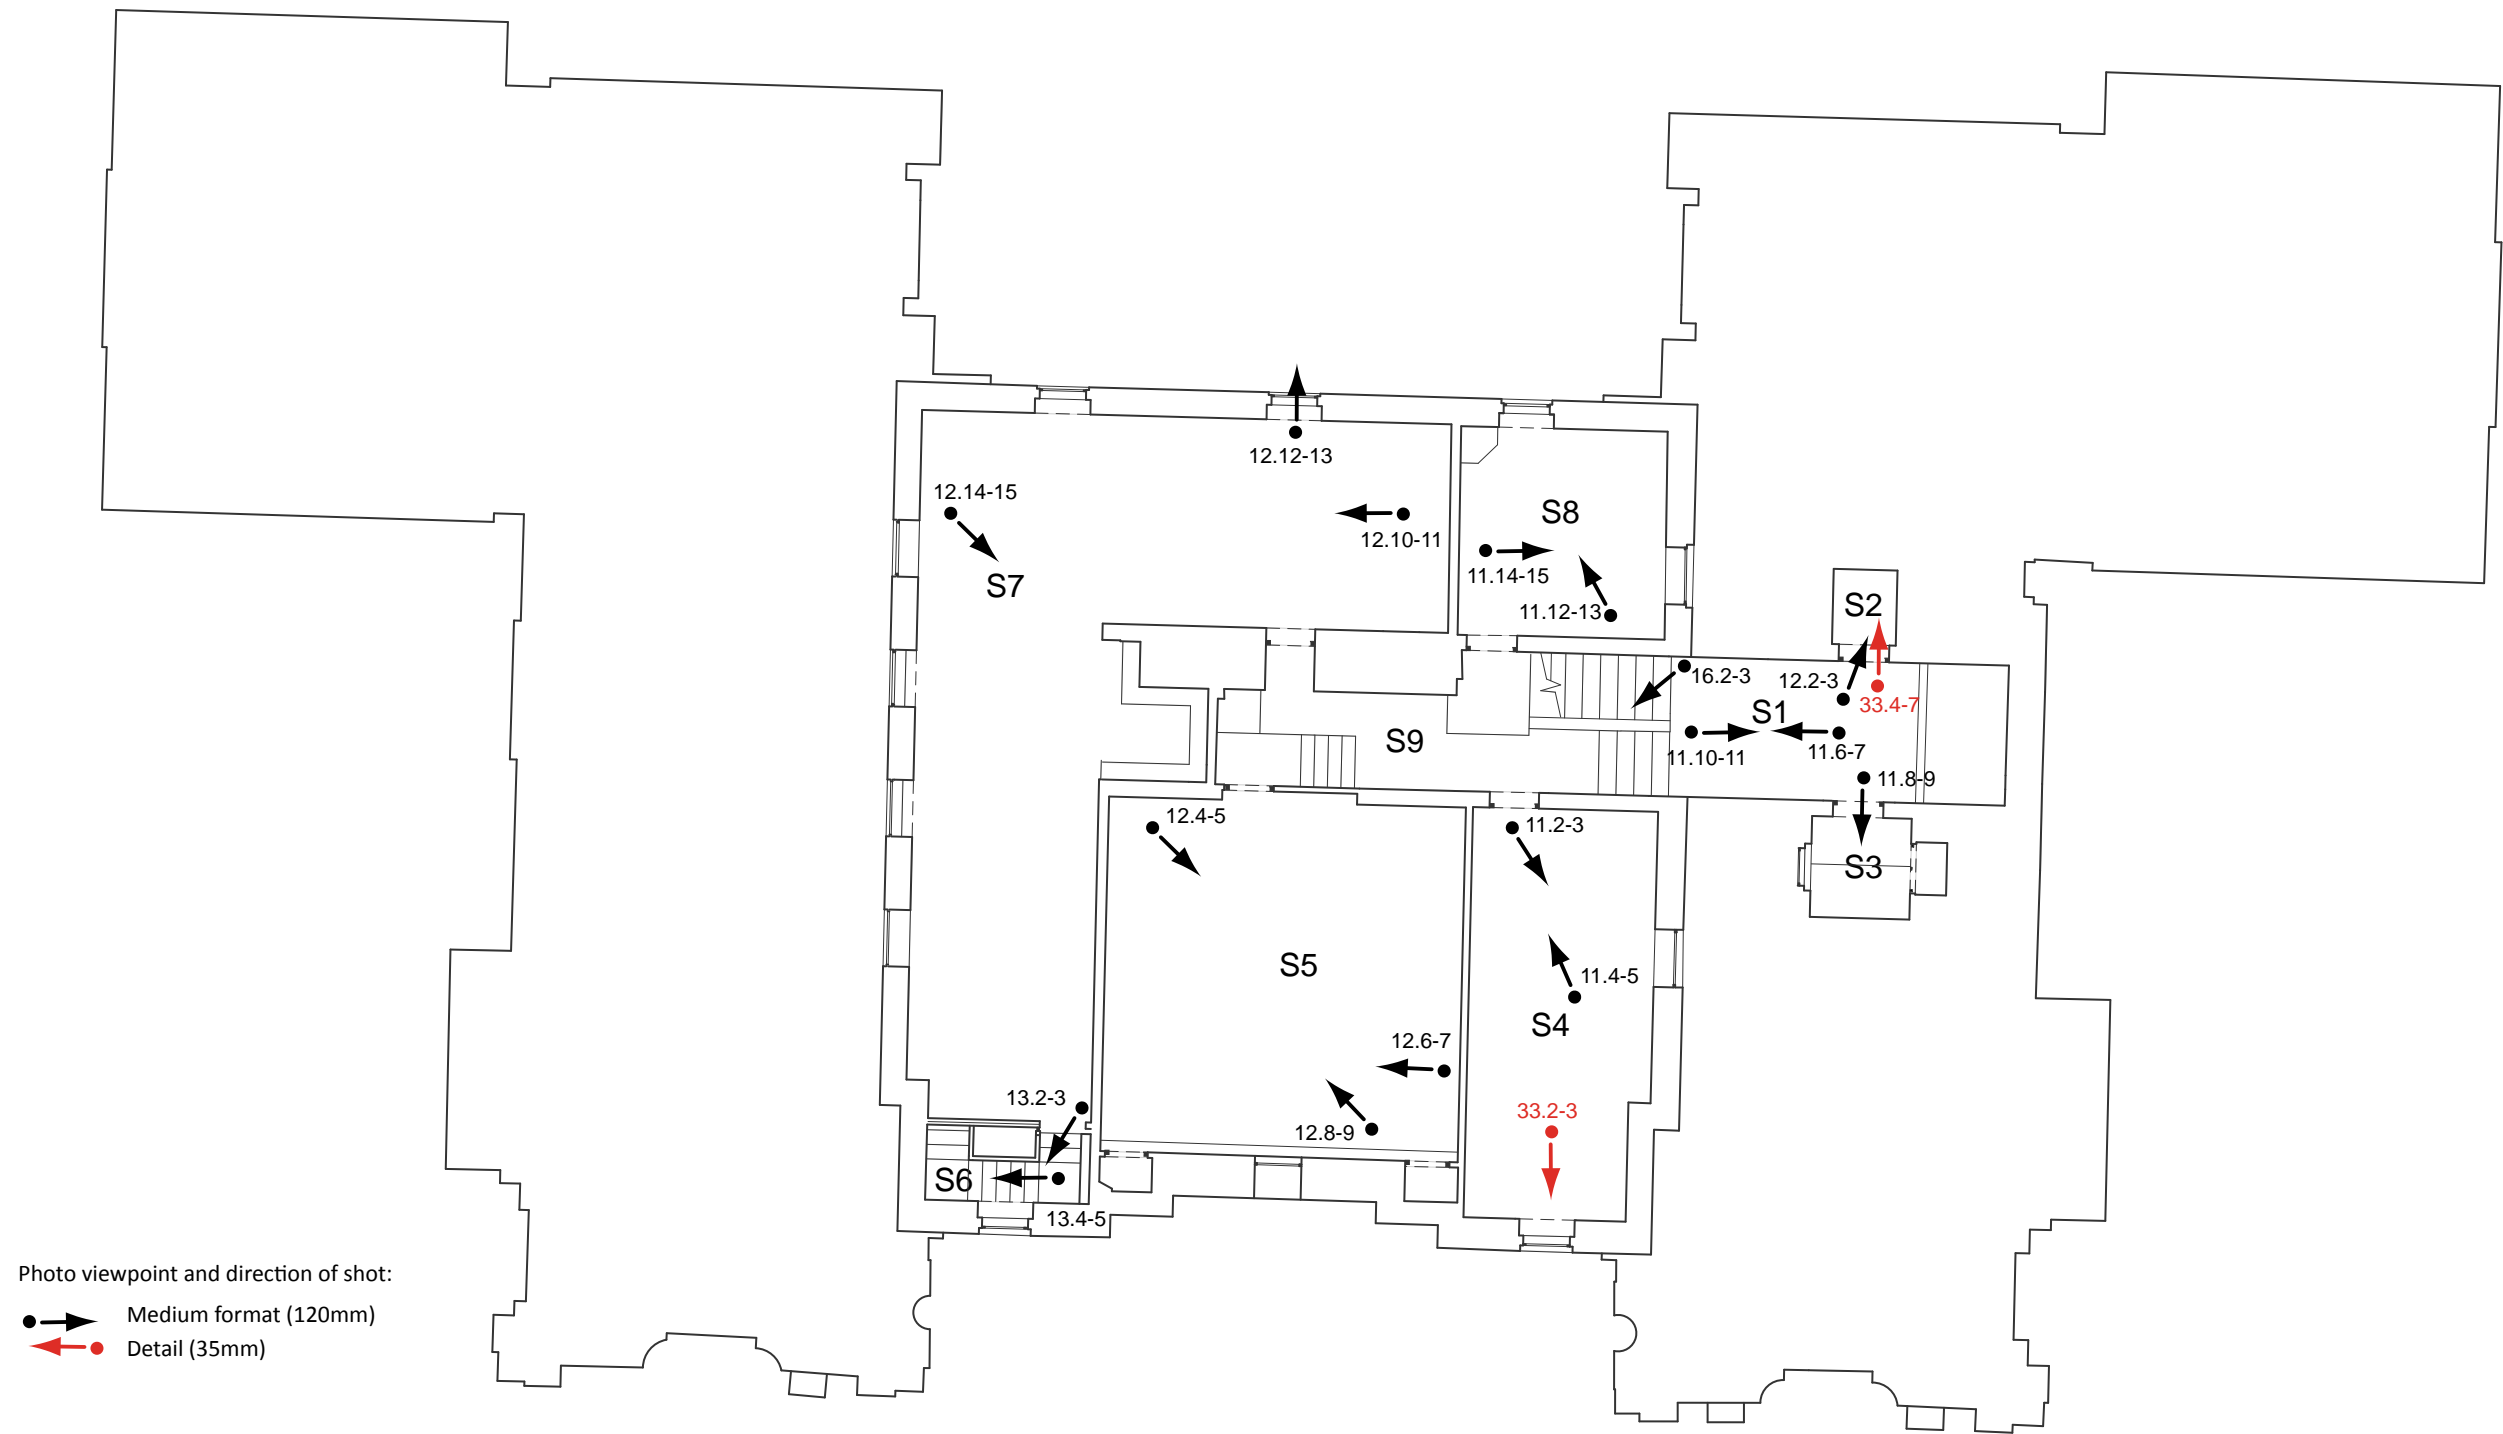 12.12-13
12.14-15
12.10-11
S8
S7
11.14-15
11.12-13
S2
16.2-3
12.2-3
33.4-7
S1
S9
11.10-11
11.6-7
11.8-9
12.4-5
11.2-3
S3
S5
11.4-5
S4
12.6-7
13.2-3
33.2-3
12.8-9
S6
13.4-5
Photo viewpoint and direction of shot:
Medium format (120mm)
Detail (35mm)